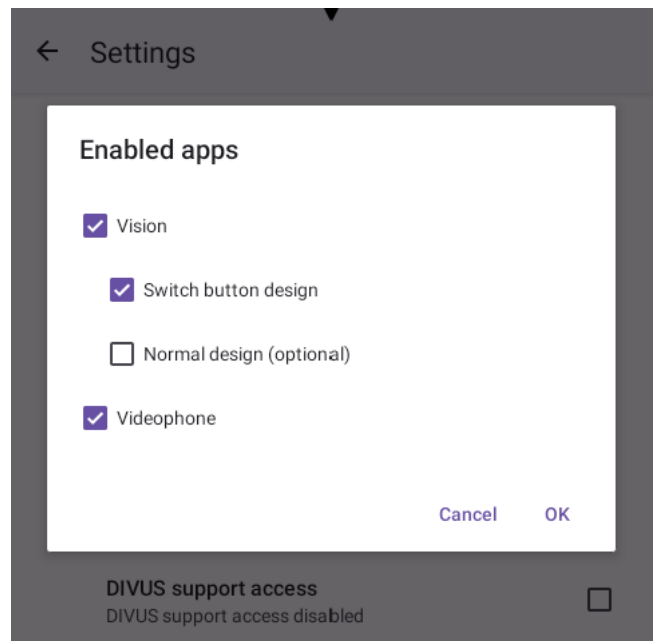 Settings
Enabled apps
Vision
Switch button design
Normal design (optional)
Videophone
Cancel OK
DIVUS support access
DIVUS support access disabled